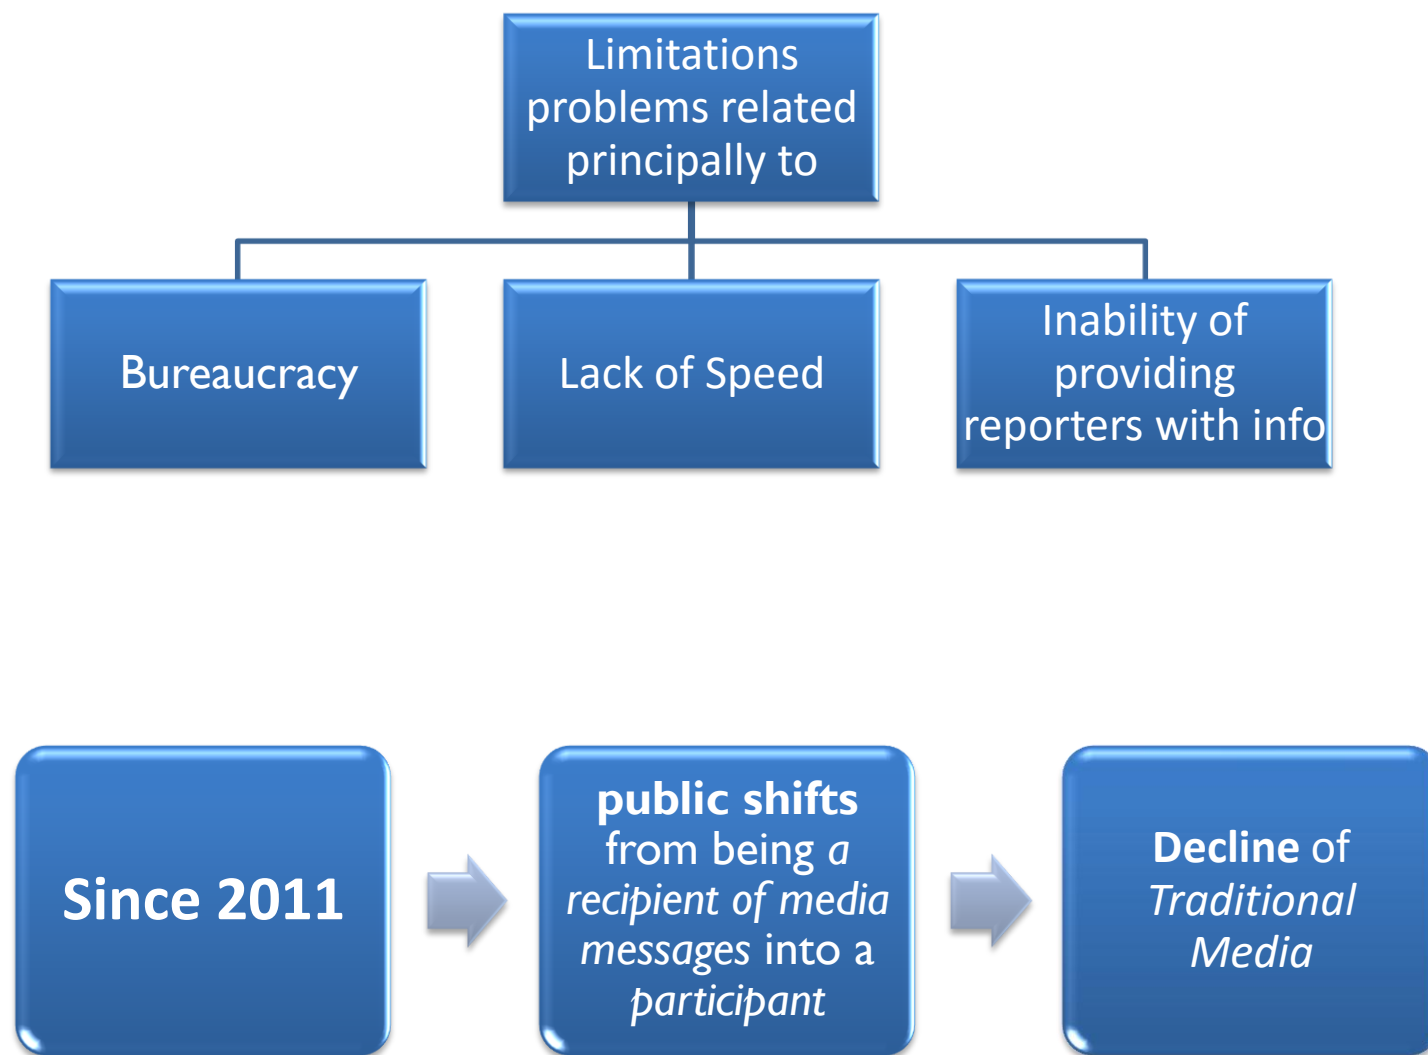 Limitations
problems related
principally to
Bureaucracy
Lack of Speed
Inability of
providing
reporters with info
Since 2011
public shifts
from being a
recipient of media
messages into a
participant
Decline of
Traditional
Media